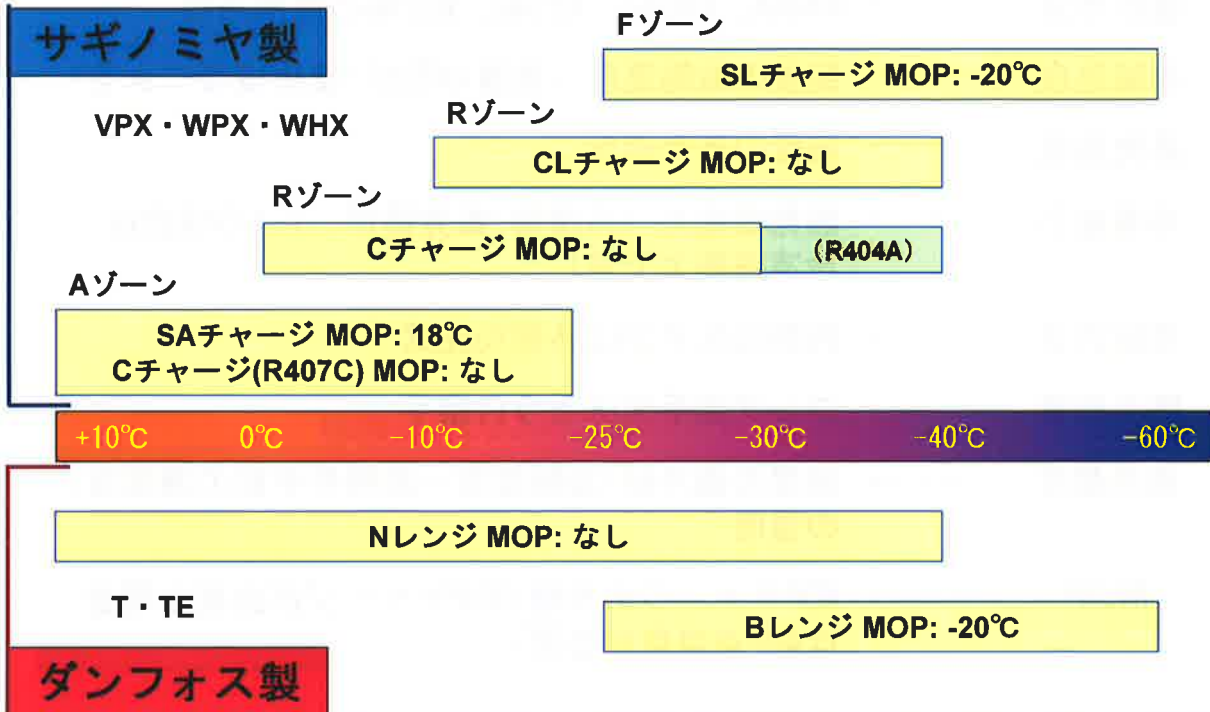 サギノミヤ製
Fゾーン
SLチャージ MOP: -20℃
VPX・WPX・WHX
Rゾーン
CLチャージ MOP: なし
Rゾーン
Cチャージ MOP: なし
(R404A)
Aゾーン
SAチャージ MOP: 18℃
Cチャージ(R407C) MOP: なし
+10℃ 0℃ -10℃ -25℃ -30℃ -40℃ -60℃
Nレンジ MOP: なし
T・TE
Bレンジ MOP: -20℃
ダンフォス製